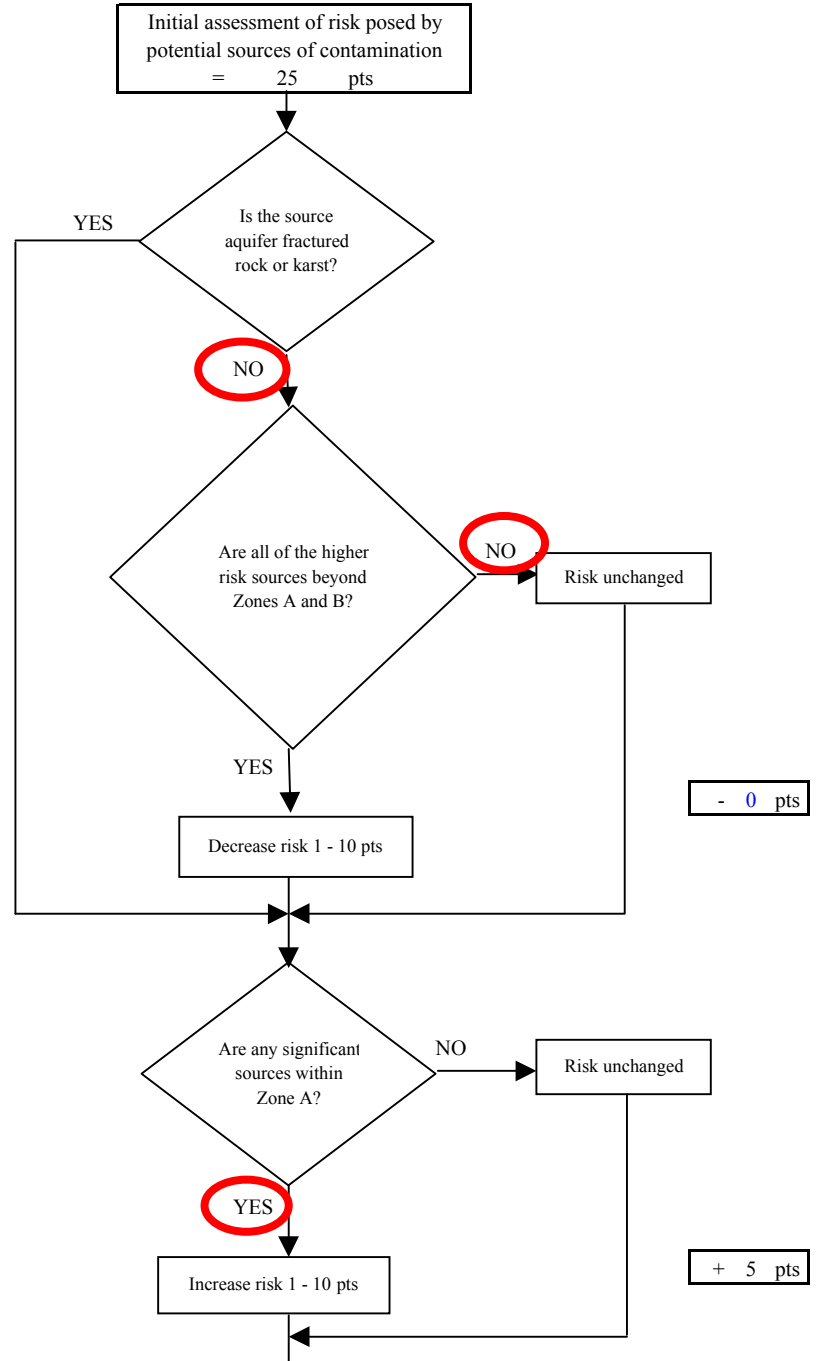 Initial assessment of risk posed by
potential sources of contamination
= 25 pts
YES
Is the source
aquifer fractured
rock or karst?
NO
Are all of the higher
risk sources beyond
Zones A and B?
NO
Risk unchanged
YES
- 0 pts
Decrease risk 1 - 10 pts
Are any significant
sources within
Zone A?
NO
Risk unchanged
YES
Increase risk 1 - 10 pts
+ 5 pts